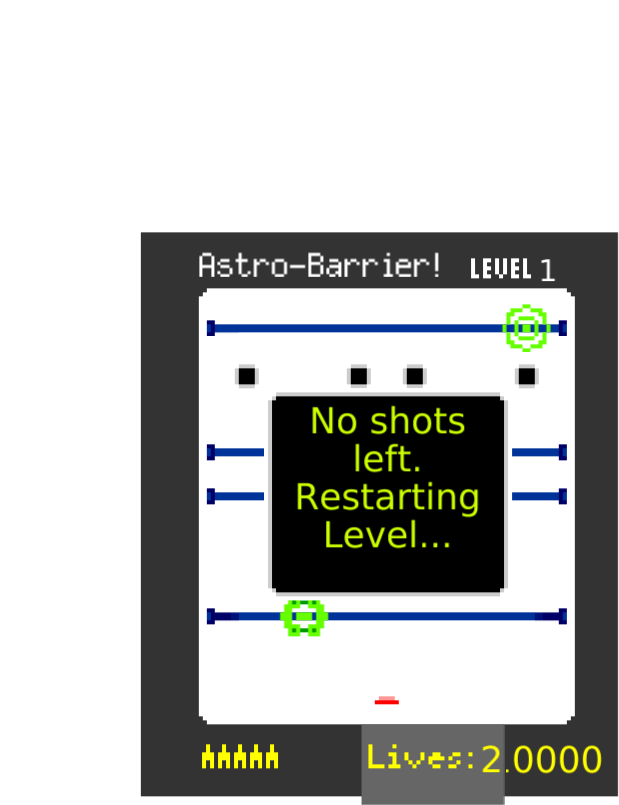 Astro-Barrier! LEVEL 1
No shots
left.
Restarting
Level...
Lives: 2.0000